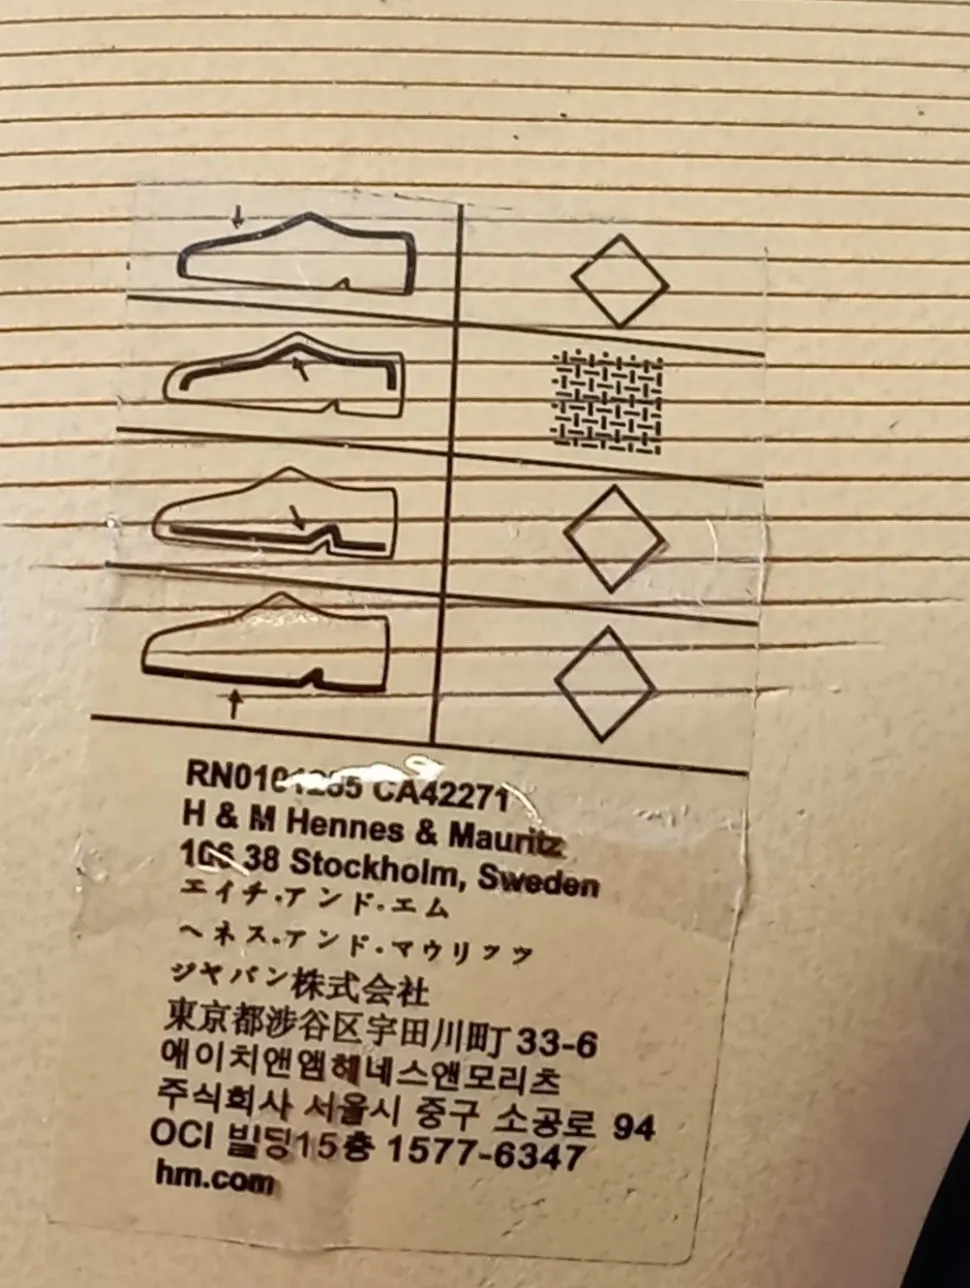 CA42271
H & M Hennes & Mauritz
106 38 Stockholm, Sweden
エイチ・アンド・エム
ヘネス・アンド・マウリッツ
ジャパン株式会社
東京都渋谷区宇田川町 33-6
에이치앤엠헤네스앤모리츠
주식회사 서울시 중구 소공로 94
OCI 빌딩15층 1577-6347
hm.com